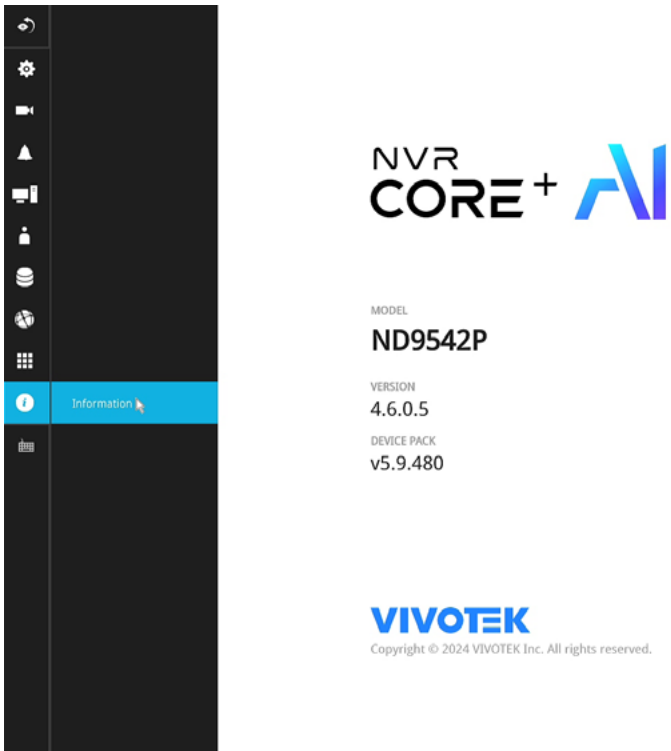 NVR
CORE+ AI
MODEL
ND9542P
VERSION
4.6.0.5
Information
DEVICE PACK
v5.9.480
VIVOTEK
Copyright © 2024 VIVOTEK Inc. All rights reserved.